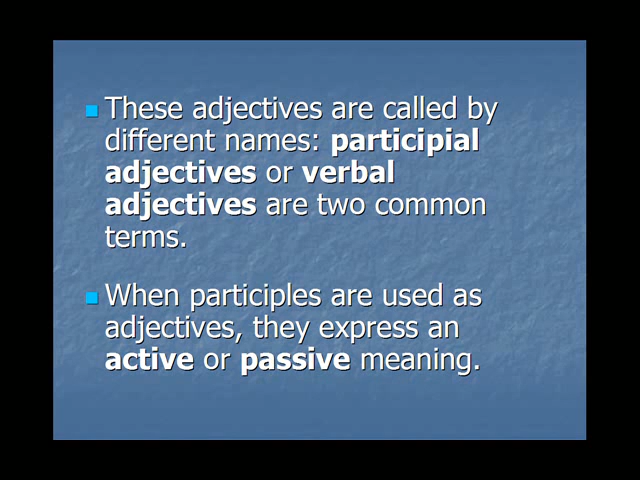 These adjectives are called by
different names: participial
adjectives or verbal
adjectives are two common
terms.
When participles are used as
adjectives, they express an
active or passive meaning.